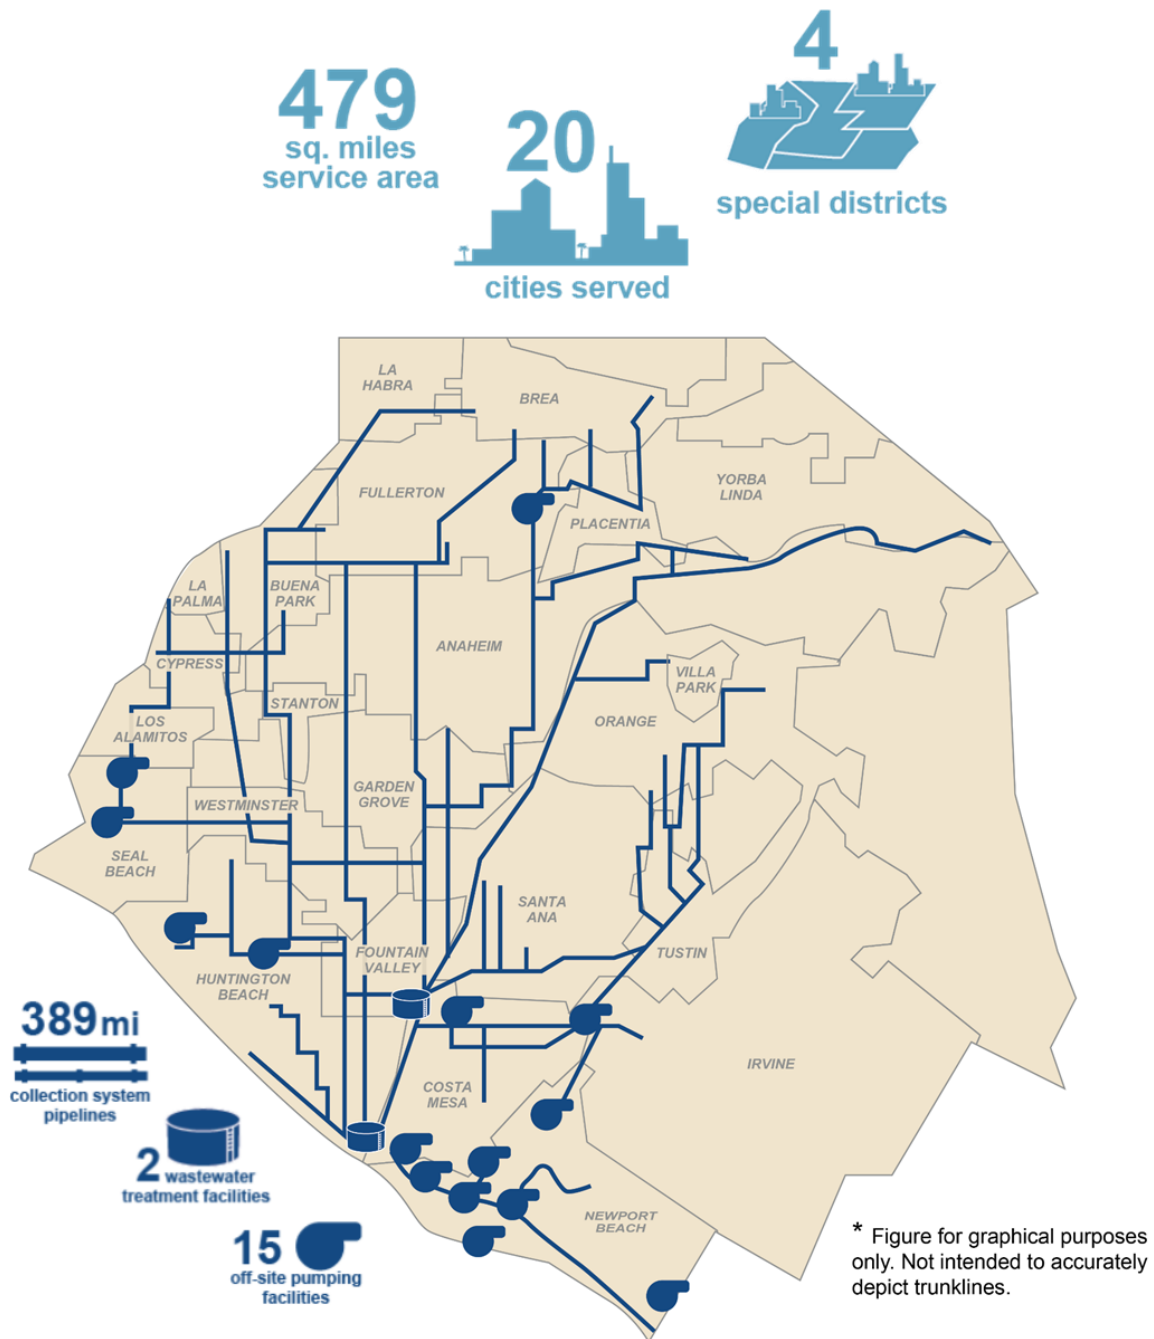 4
479
sq. miles
service area
20
special districts
cities served
LA
HABRA
BREA
FULLERTON
YORBA
LINDA
PLACENTIA
LA
PALMA
BUENA
PARK
ANAHEIM
CYPRESS
VILLA
PARK
STANTON
ORANGE
LOS
ALAMITOS
GARDEN
GROVE
WESTMINSTER
SEAL
BEACH
SANTA
ANA
FOUNTAIN
VALLEY
TUSTIN
HUNTINGTON
BEACH
389mi
collection system
pipelines
IRVINE
COSTA
MESA
2 wastewater
treatment facilities
NEWPORT
BEACH
15
off-site pumping
facilities
* Figure for graphical purposes
only. Not intended to accurately
depict trunklines.